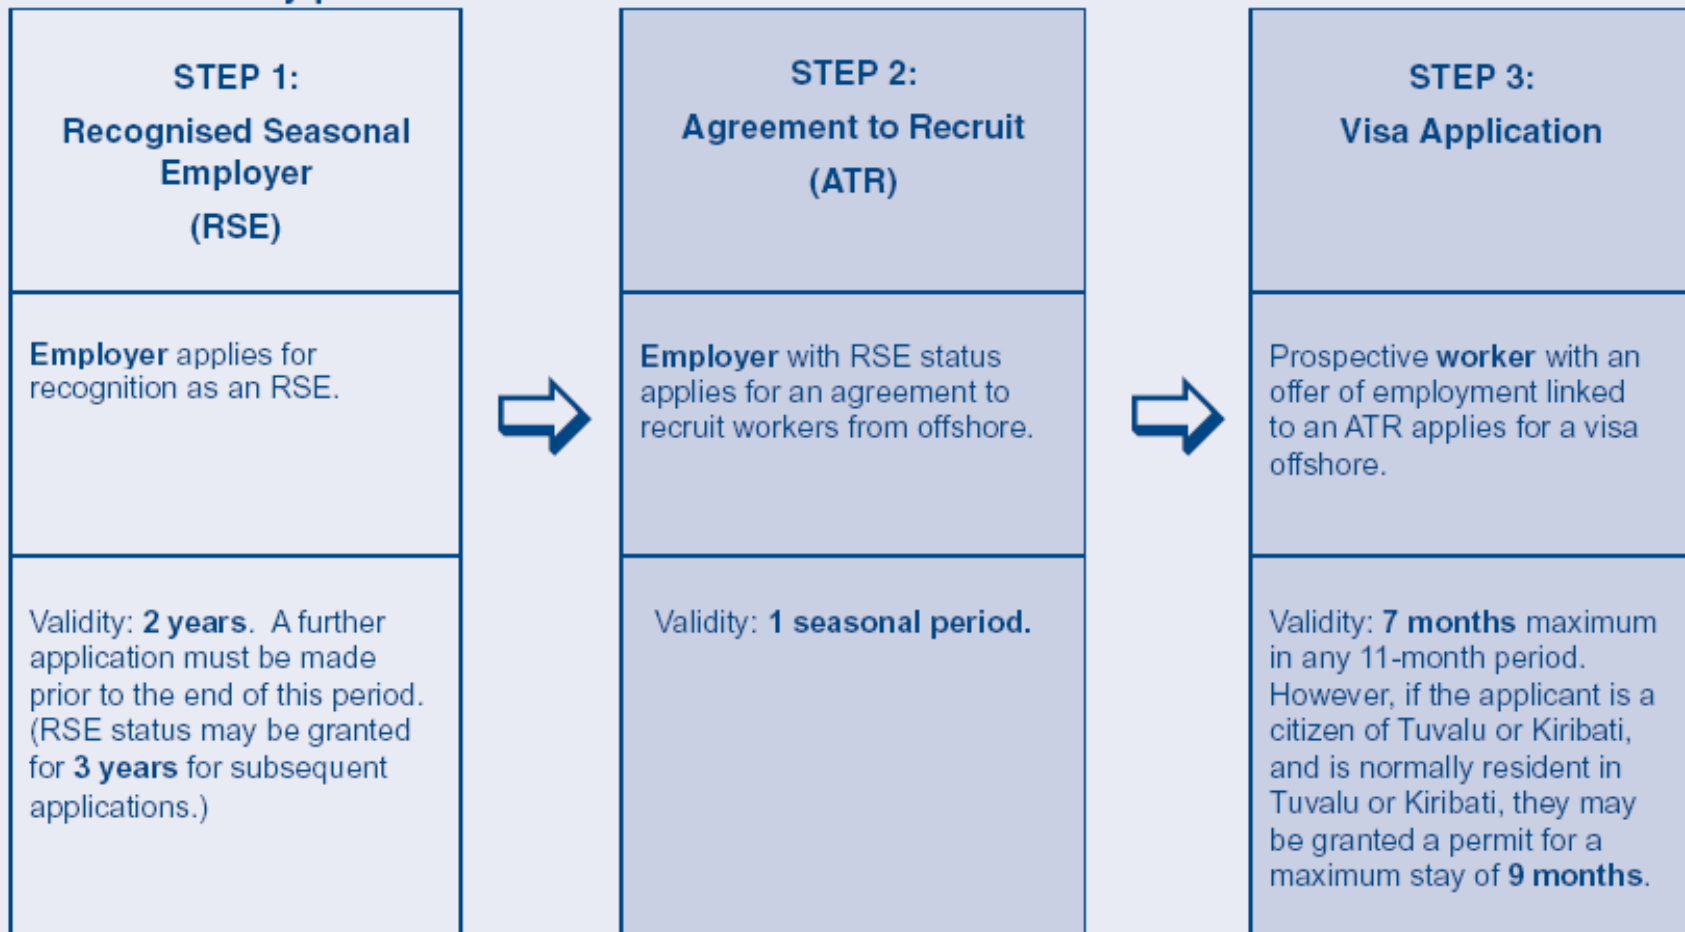 STEP 1:
Recognised Seasonal
Employer
(RSE)
Employer applies for
recognition as an RSE.
Validity: 2 years.  A further
application must be made
prior to the end of this period.
(RSE status may be granted
for 3 years for subsequent
applications.)
STEP 2:
Agreement to Recruit
(ATR)
Employer with RSE status
applies for an agreement to
recruit workers from offshore.
Validity: 1 seasonal period.
STEP 3:
Visa Application
Prospective worker with an
offer of employment linked
to an ATR applies for a visa
offshore.
Validity: 7 months maximum
in any 11-month period.
However, if the applicant is a
citizen of Tuvalu or Kiribati,
and is normally resident in
Tuvalu or Kiribati, they may
be granted a permit for a
maximum stay of 9 months.